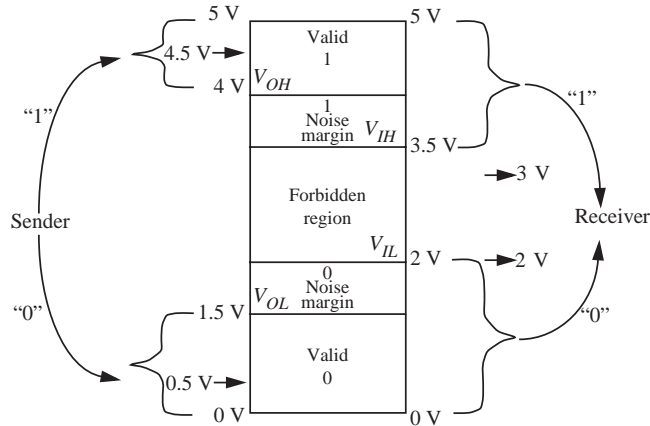 5 V
5 V
Valid
1
4.5 V
4 V
V_OH
1
Noise
margin
V_IH
3.5 V
"1"
"1"
3 V
Forbidden
region
Sender
Receiver
V_IL
2 V
2 V
0
Noise
margin
V_OL
1.5 V
"0"
"0"
Valid
0
0.5 V
0 V
0 V